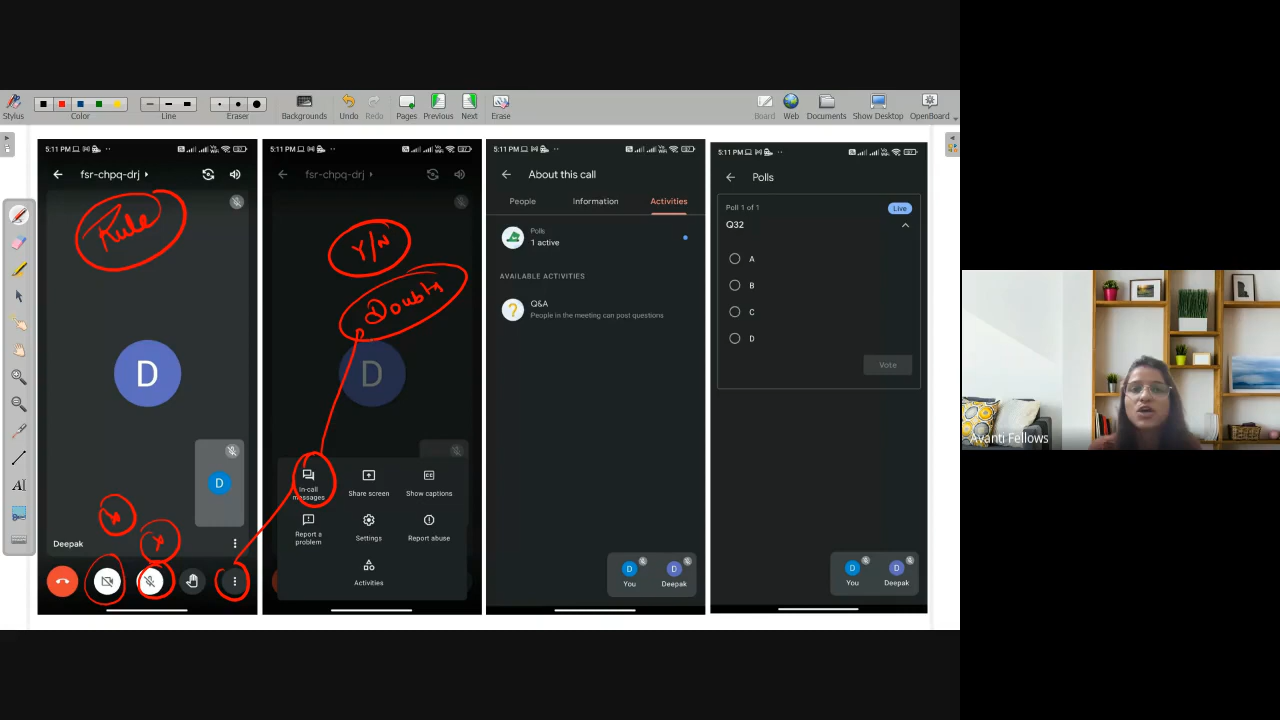 Stylus
Color
Line
Eraser
Backgrounds
Undo
Redo
Pages
Previous
Next
Erase
Board
Web
Documents
Show Desktop
OpenBoard
5:11 PM
fsr-chpq-drj
Rule
D
D
Deepak
5:11 PM
fsr-chpq-drj
Y/N
Doubts
D
In-call messages
Share screen
Show captions
Report a problem
Settings
Report abuse
Activities
5:11 PM
About this call
People
Information
Activities
Polls
1 active
AVAILABLE ACTIVITIES
Q&A
People in the meeting can post questions
D
D
You
Deepak
5:11 PM
Polls
Poll 1 of 1
Live
Q32
A
B
C
D
Vote
D
D
You
Deepak
Avanti Fellows